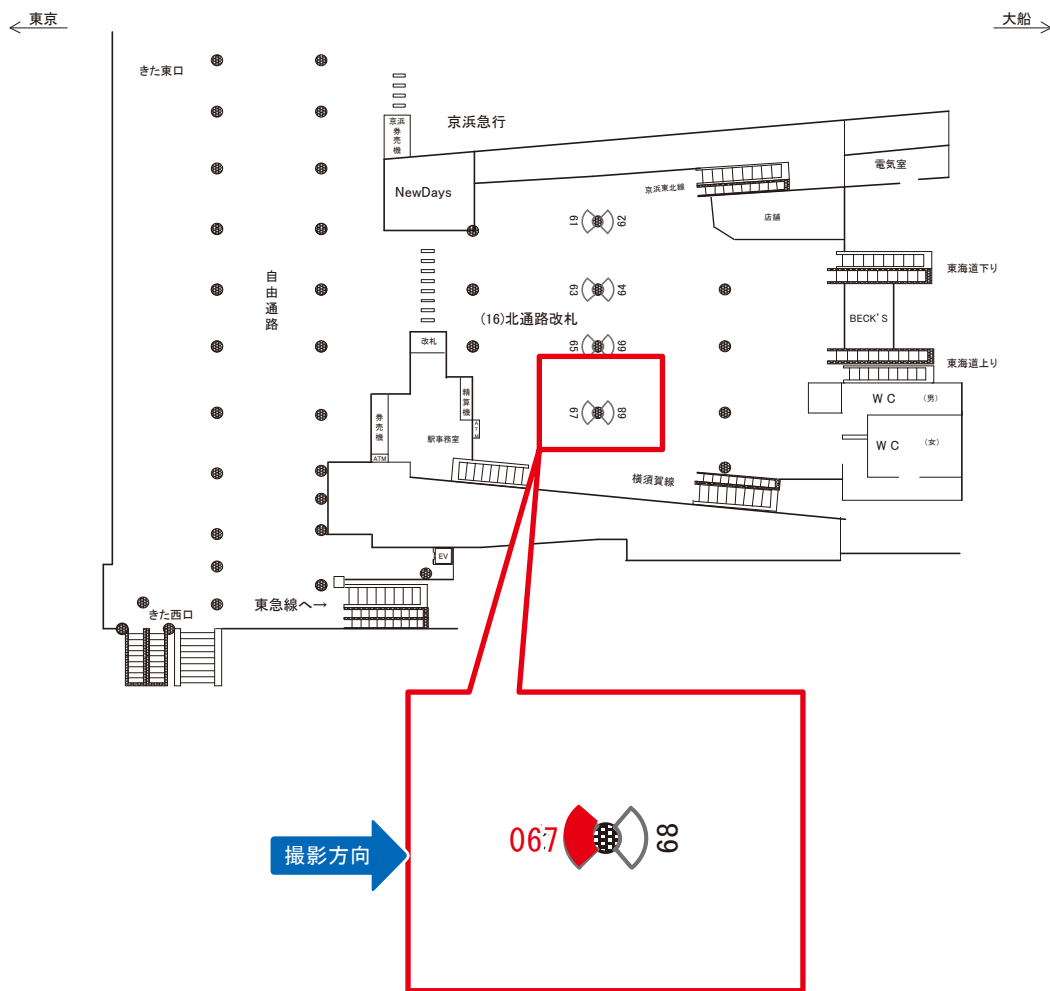 東京
大船
きた東口
京浜
券売機
京浜急行
NewDays
京浜東北線
電気室
店舗
61
62
自由通路
東海道下り
63
64
(16)北通路改札
BECK'S
改札
65
66
東海道上り
券売機
精算機
ATM
67
68
WC
(男)
駅事務室
ATM
WC
(女)
横須賀線
EV
きた西口
東急線へ→
撮影方向
067
68